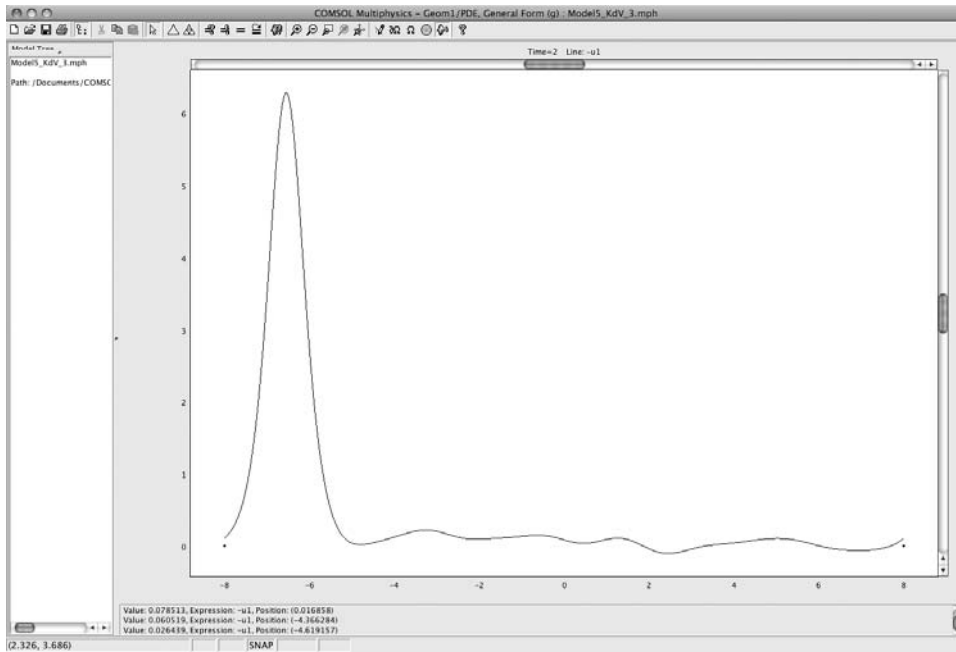 COMSOL Multiphysics – Geom1/PDE, General Form (g) : Model5_KdV_3.mph
Model Tree
Time=2 Line: -u1
Model5_KdV_3.mph
Path: /Documents/COMSC
6
5
4
3
2
1
0
-8 -6 -4 -2 0 2 4 6 8
Value: 0.078513, Expression: -u1, Position: (0.016858)
Value: 0.060519, Expression: -u1, Position: (-4.366284)
Value: 0.026439, Expression: -u1, Position: (-4.619157)
(2.326, 3.686) SNAP